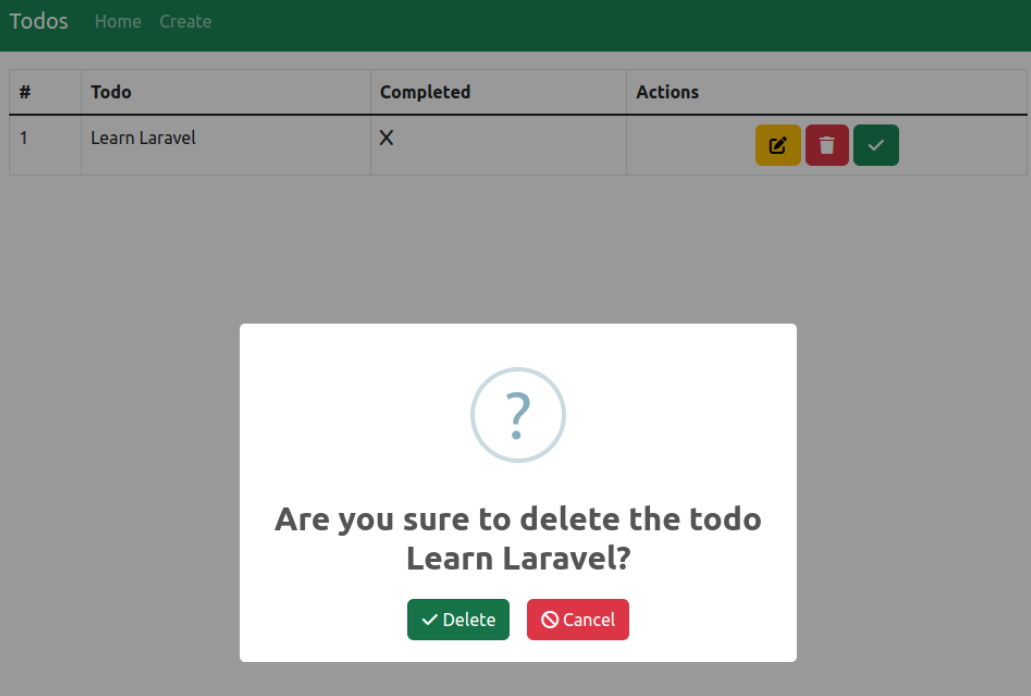 Todos Home Create
# Todo Completed Actions
1 Learn Laravel X
?
Are you sure to delete the todo
Learn Laravel?
Delete Cancel